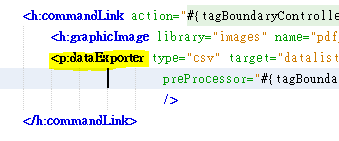 <h:commandLink action="#{tagBoundaryControlle
<h:graphicImage library="images" name="pdf.
<p:dataExporter type="csv" target="datalist
preProcessor="#{tagBounda
/>
</h:commandLink>